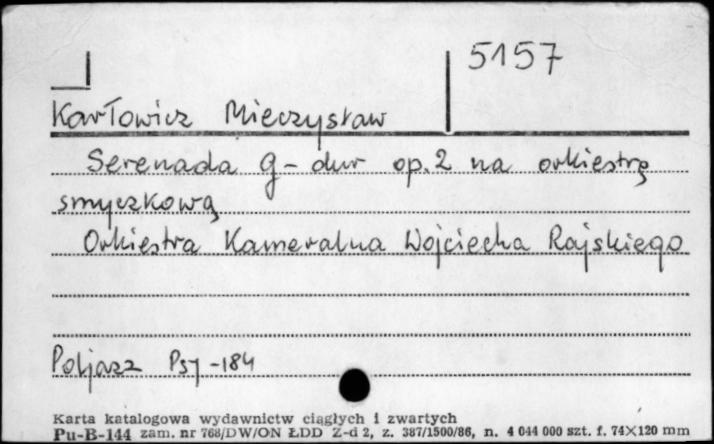 5157
Karłowicz Mieczysław
Serenada G-dur op.2 na orkiestrę
smyczkową
Orkiestra Kameralna Wojciecha Rajskiego
Poljazz Psj-184
Karta katalogowa wydawnictw ciągłych i zwartych
Pu-B-144 zam. nr 768/DW/ON ŁDD Z-d 2, z. 387/1500/86, n. 4 044 000 szt. f. 74X120 mm